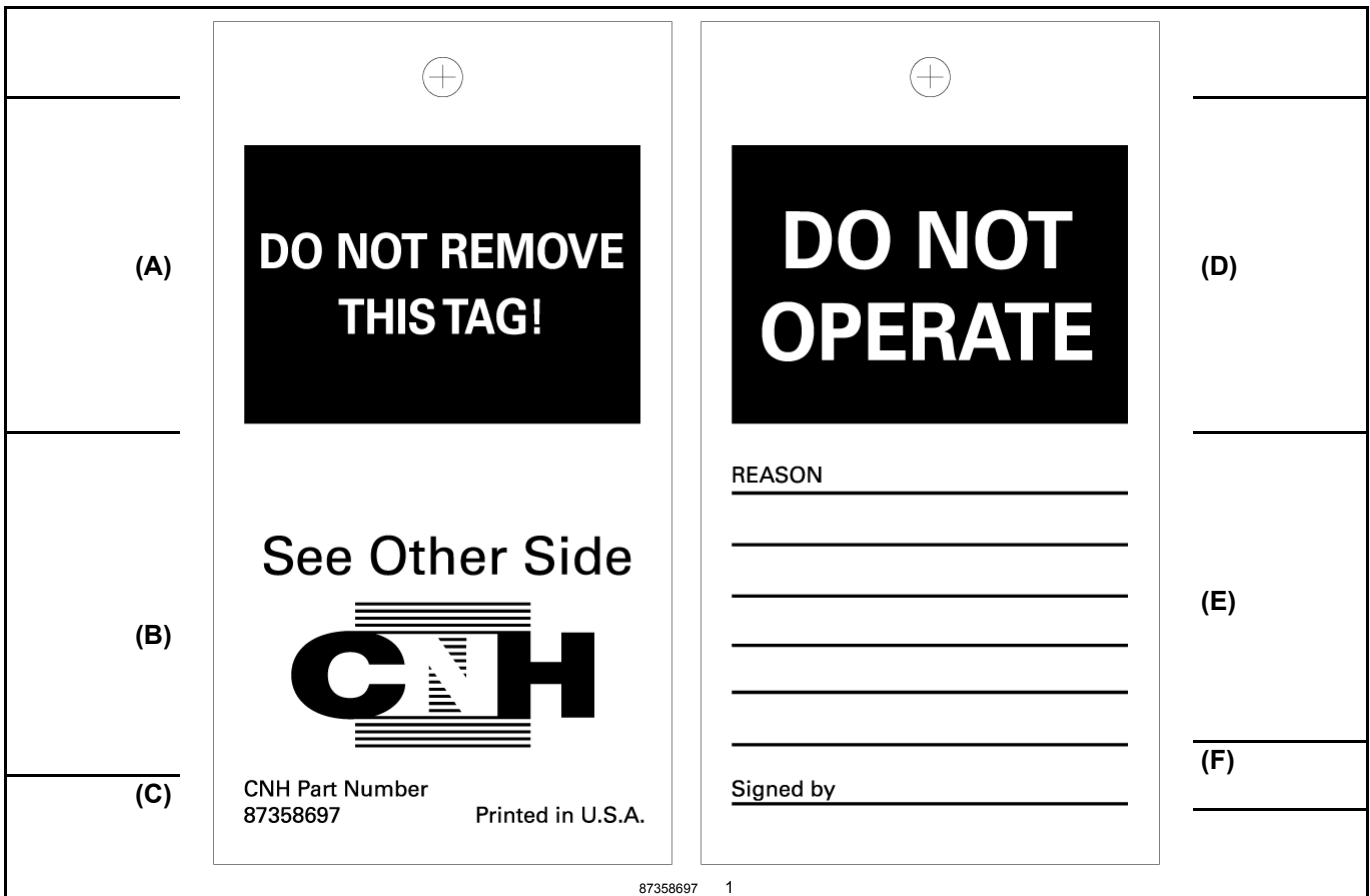 (A)
DO NOT REMOVE
THIS TAG!
(B)
See Other Side
CNH
(C)
CNH Part Number
87358697
Printed in U.S.A.
DO NOT
OPERATE
(D)
REASON
(E)
(F)
Signed by
87358697 1